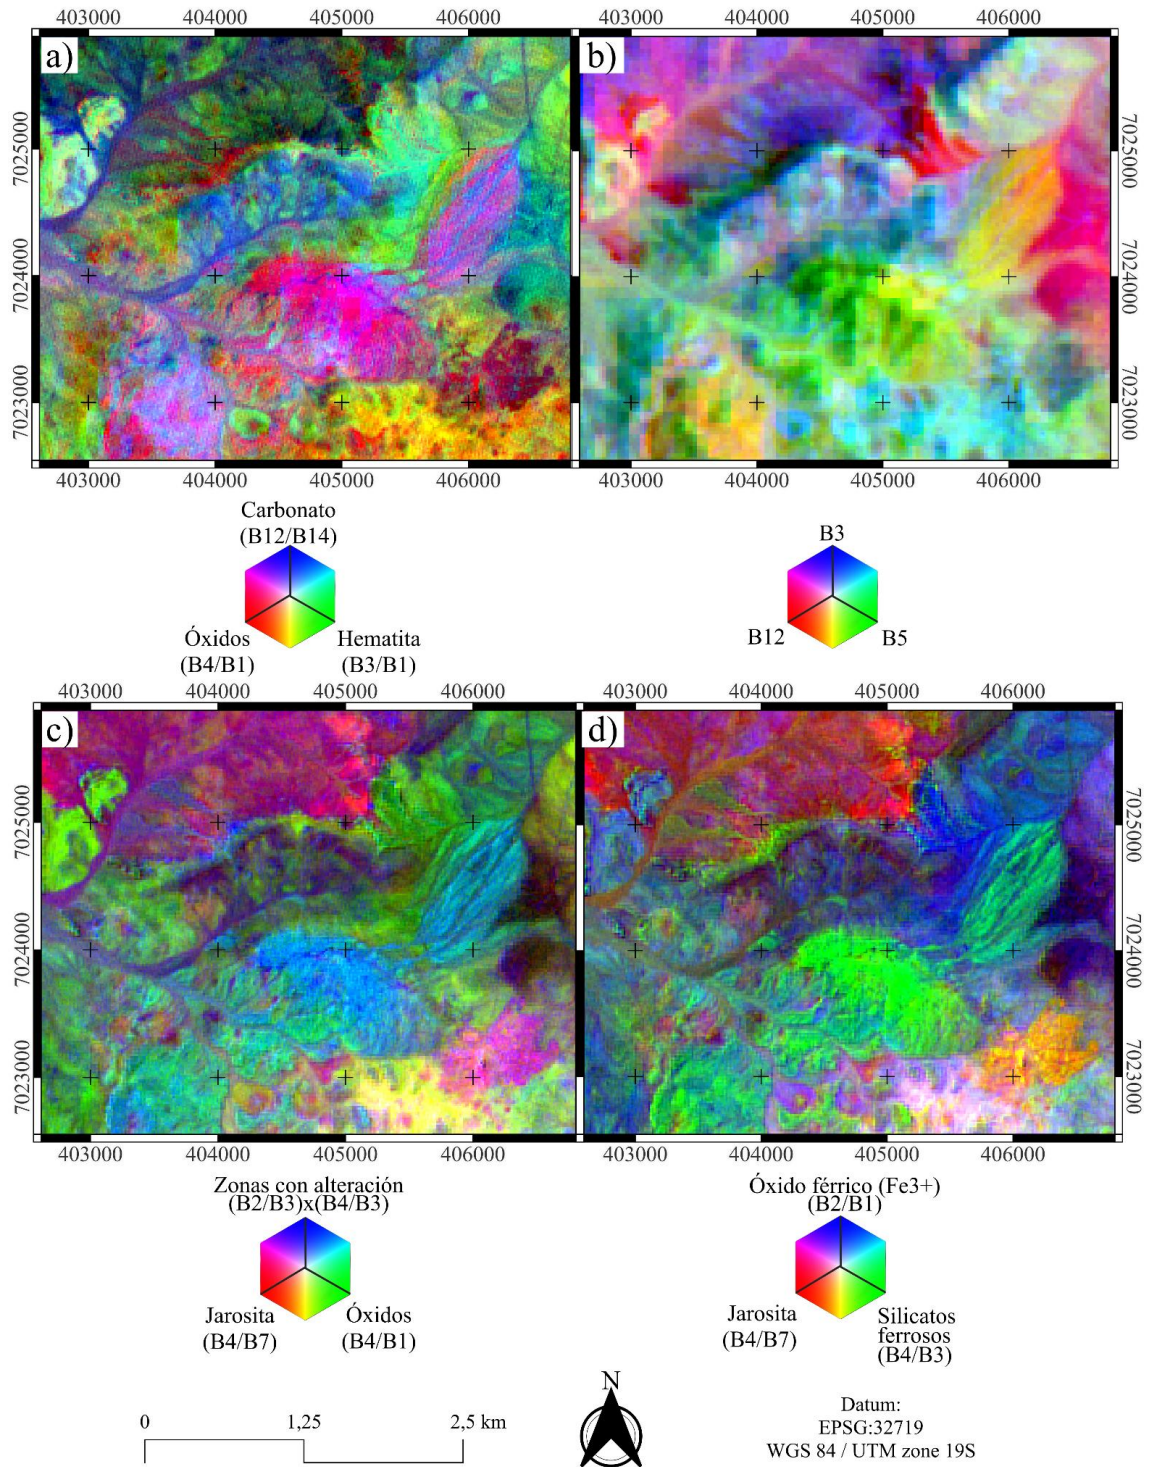 403000 404000 405000 406000
403000 404000 405000 406000
a)
b)
7025000
7024000
7023000
7025000
7024000
7023000
403000 404000 405000 406000
403000 404000 405000 406000
Carbonato
(B12/B14)
Óxidos
(B4/B1)
Hematita
(B3/B1)
B3
B12
B5
403000 404000 405000 406000
403000 404000 405000 406000
c)
d)
7025000
7024000
7023000
7025000
7024000
7023000
403000 404000 405000 406000
403000 404000 405000 406000
Zonas con alteración
(B2/B3)x(B4/B3)
Jarosita
(B4/B7)
Óxidos
(B4/B1)
Óxido férrico (Fe3+)
(B2/B1)
Jarosita
(B4/B7)
Silicatos
ferrosos
(B4/B3)
0 1,25 2,5 km
N
Datum:
EPSG:32719
WGS 84 / UTM zone 19S